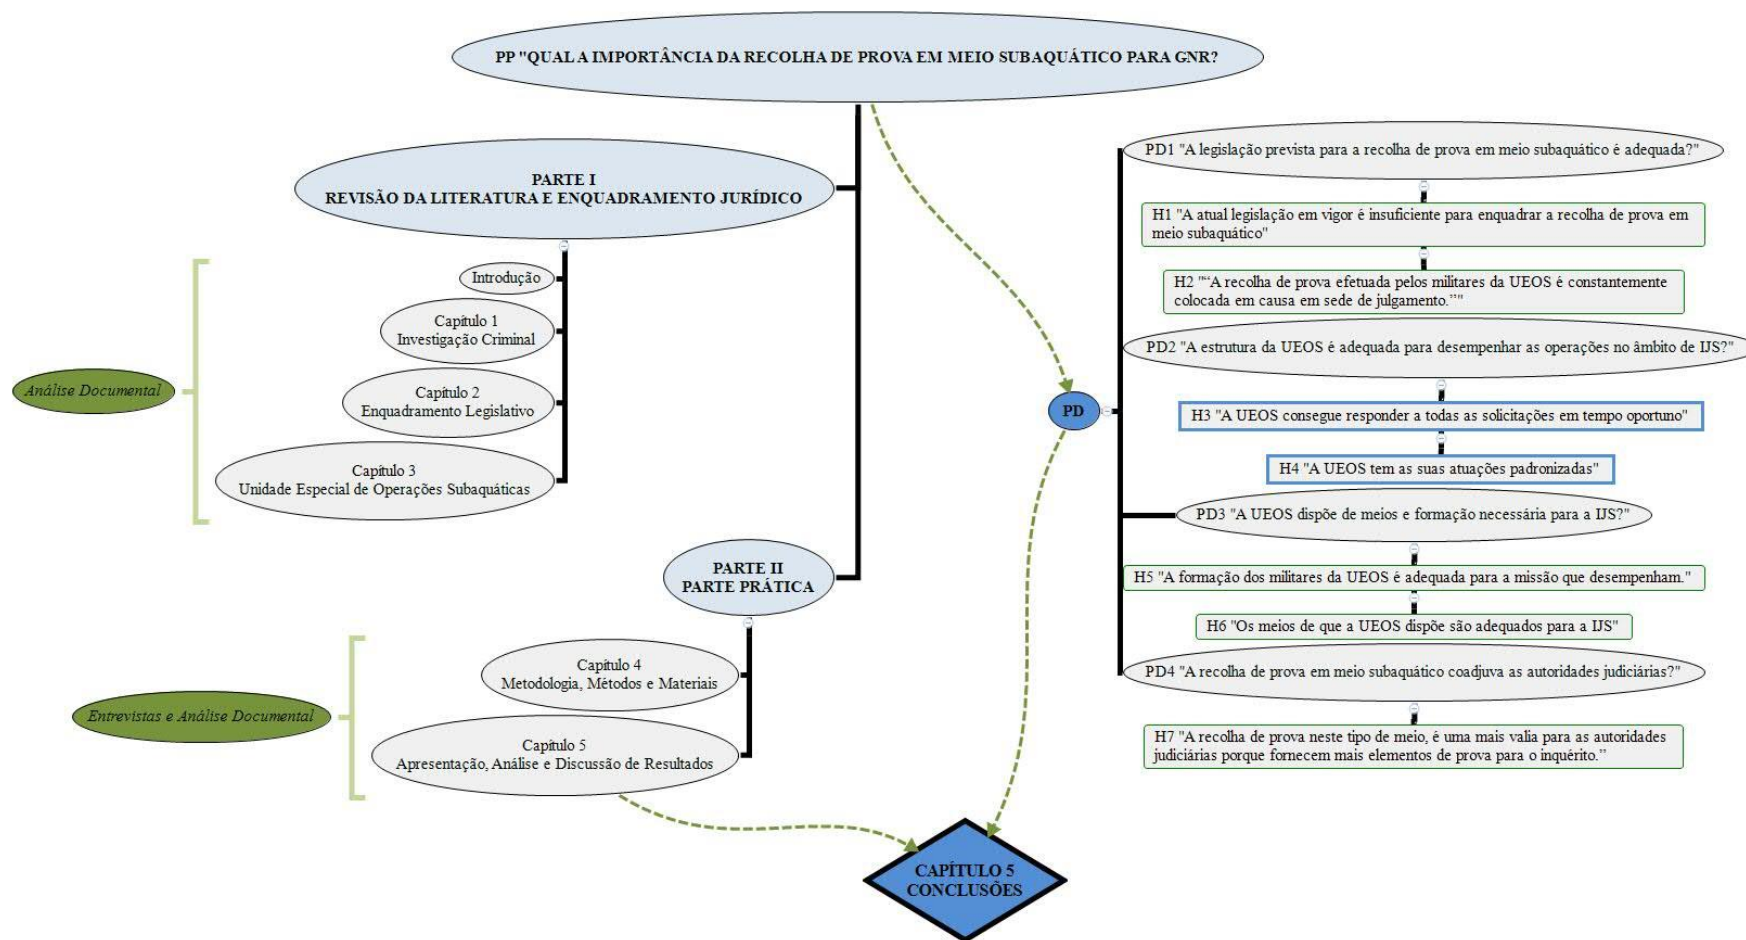 PP "QUAL A IMPORTÂNCIA DA RECOLHA DE PROVA EM MEIO SUBAQUÁTICO PARA GNR?
PARTE I
REVISÃO DA LITERATURA E ENQUADRAMENTO JURÍDICO
Introdução
Capítulo 1
Investigação Criminal
Capítulo 2
Enquadramento Legislativo
Capítulo 3
Unidade Especial de Operações Subaquáticas
Análise Documental
PARTE II
PARTE PRÁTICA
Capítulo 4
Metodologia, Métodos e Materiais
Capítulo 5
Apresentação, Análise e Discussão de Resultados
Entrevistas e Análise Documental
PD
PD1 "A legislação prevista para a recolha de prova em meio subaquático é adequada?"
H1 "A atual legislação em vigor é insuficiente para enquadrar a recolha de prova em
meio subaquático"
H2 "“A recolha de prova efetuada pelos militares da UEOS é constantemente
colocada em causa em sede de julgamento.”"
PD2 "A estrutura da UEOS é adequada para desempenhar as operações no âmbito de IJS?"
H3 "A UEOS consegue responder a todas as solicitações em tempo oportuno"
H4 "A UEOS tem as suas atuações padronizadas"
PD3 "A UEOS dispõe de meios e formação necessária para a IJS?"
H5 "A formação dos militares da UEOS é adequada para a missão que desempenham."
H6 "Os meios de que a UEOS dispõe são adequados para a IJS"
PD4 "A recolha de prova em meio subaquático coadjuva as autoridades judiciárias?"
H7 "A recolha de prova neste tipo de meio, é uma mais valia para as autoridades
judiciárias porque fornecem mais elementos de prova para o inquérito.”
CAPÍTULO 5
CONCLUSÕES